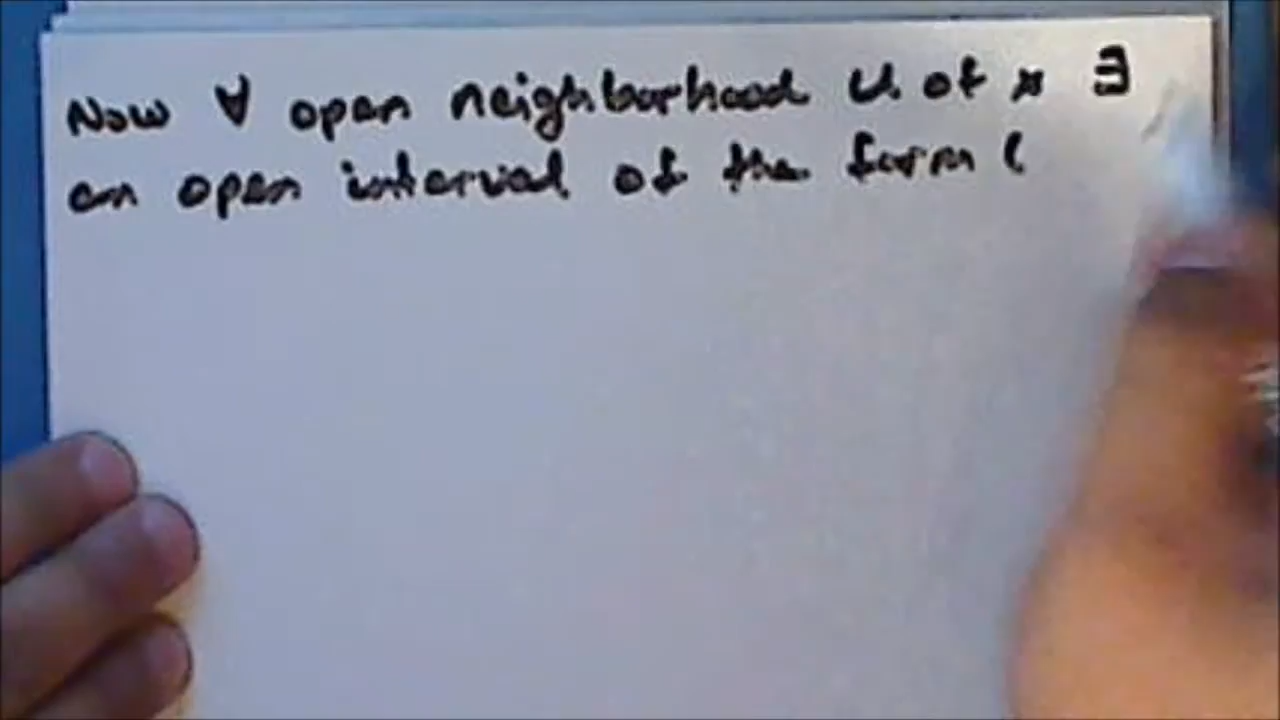 Now ∀ open neighborhood U of x ∃
an open interval of the form (